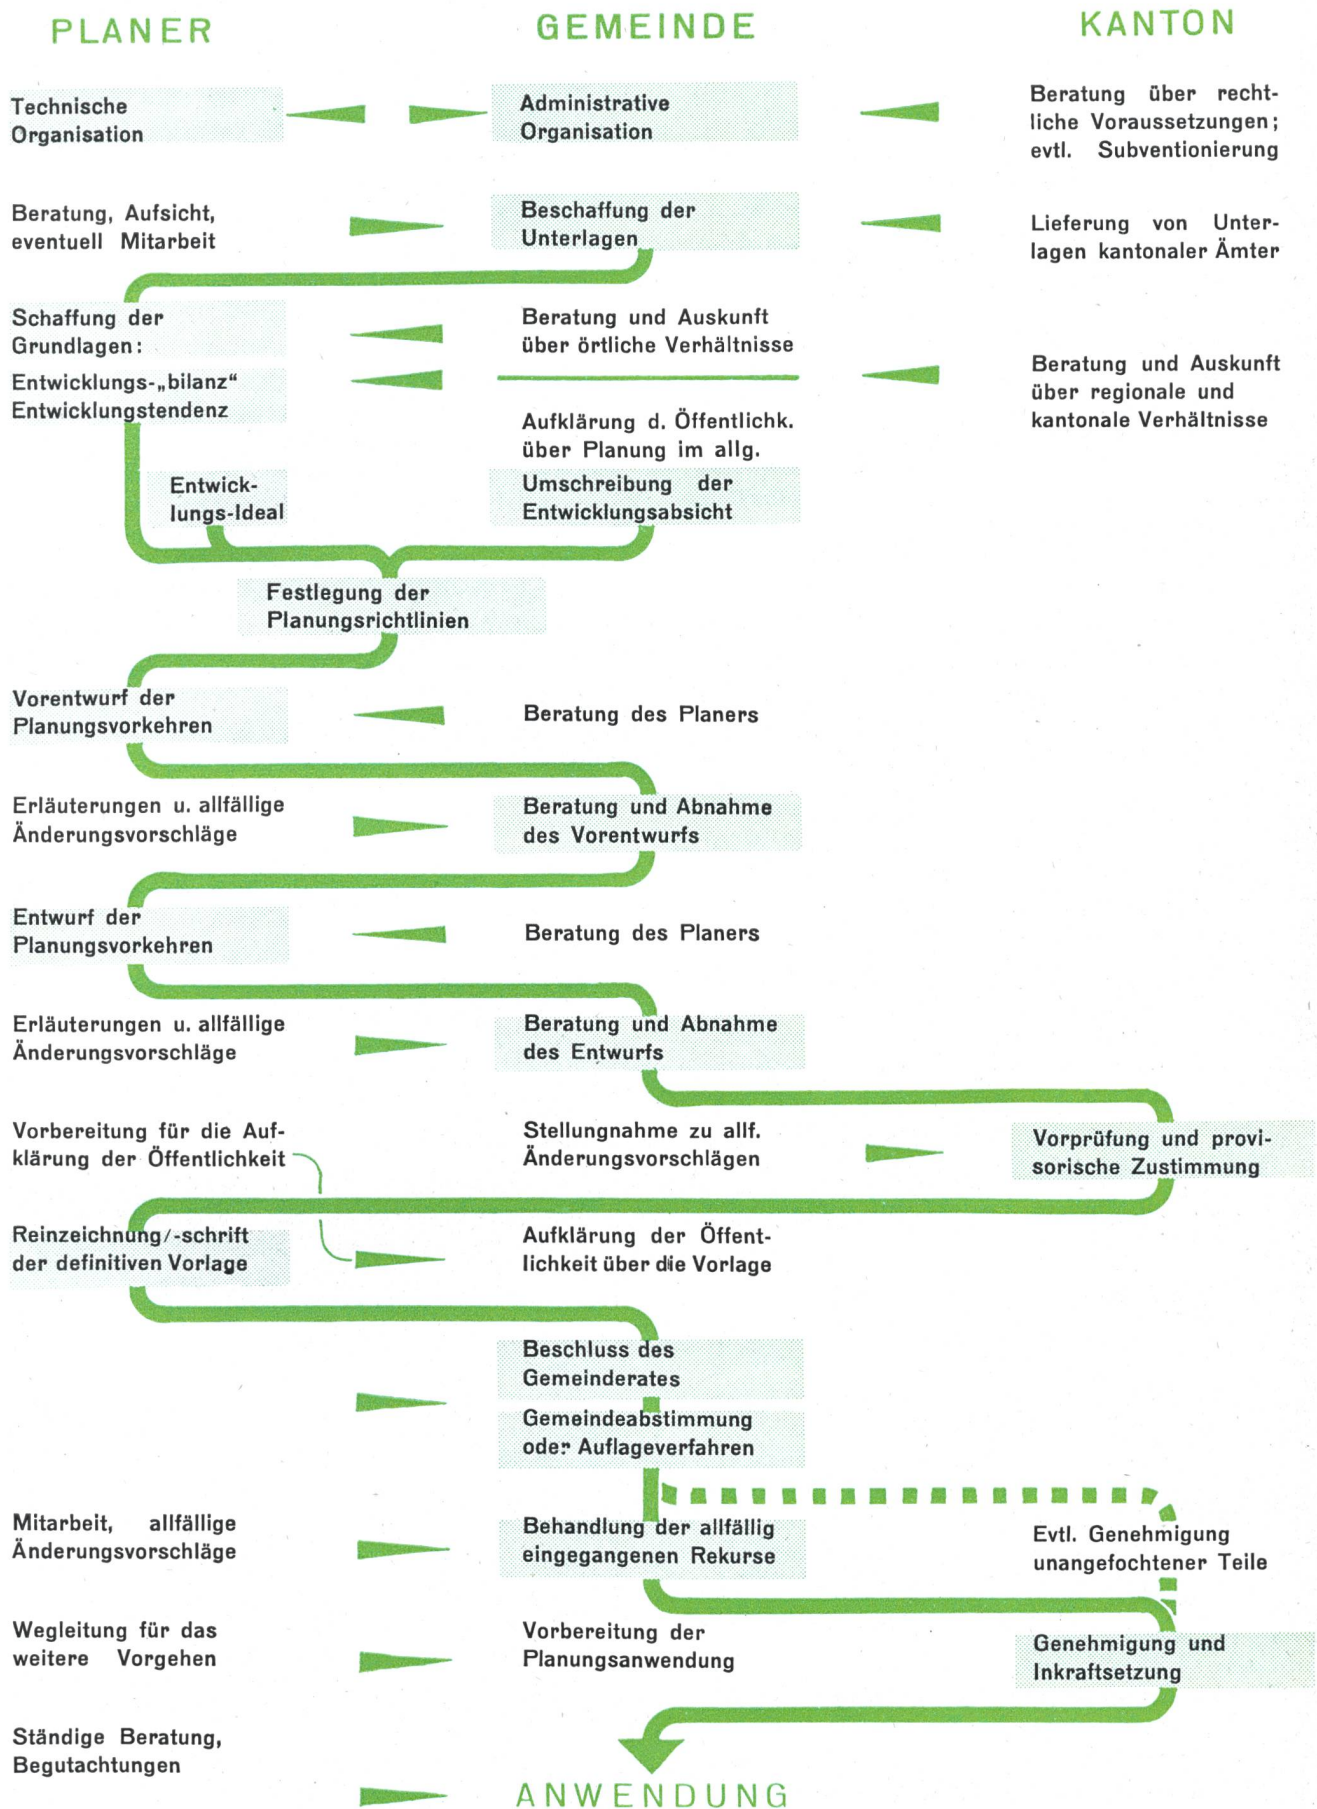 PLANER
GEMEINDE
KANTON
Technische
Organisation
Administrative
Organisation
Beratung über recht-
liche Voraussetzungen;
evtl. Subventionierung
Beratung, Aufsicht,
eventuell Mitarbeit
Beschaffung der
Unterlagen
Lieferung von Unter-
lagen kantonaler Ämter
Schaffung der
Grundlagen:
Entwicklungs-„bilanz“
Entwicklungstendenz
Beratung und Auskunft
über örtliche Verhältnisse
Beratung und Auskunft
über regionale und
kantonale Verhältnisse
Aufklärung d. Öffentlichk.
über Planung im allg.
Entwick-
lungs-Ideal
Umschreibung der
Entwicklungsabsicht
Festlegung der
Planungsrichtlinien
Vorentwurf der
Planungsvorkehren
Beratung des Planers
Erläuterungen u. allfällige
Änderungsvorschläge
Beratung und Abnahme
des Vorentwurfs
Entwurf der
Planungsvorkehren
Beratung des Planers
Erläuterungen u. allfällige
Änderungsvorschläge
Beratung und Abnahme
des Entwurfs
Vorbereitung für die Auf-
klärung der Öffentlichkeit
Stellungnahme zu allf.
Änderungsvorschlägen
Vorprüfung und provi-
sorische Zustimmung
Reinzeichnung/-schrift
der definitiven Vorlage
Aufklärung der Öffent-
lichkeit über die Vorlage
Beschluss des
Gemeinderates
Gemeindeabstimmung
oder Auflageverfahren
Mitarbeit, allfällige
Änderungsvorschläge
Behandlung der allfällig
eingegangenen Rekurse
Evtl. Genehmigung
unangefochtener Teile
Wegleitung für das
weitere Vorgehen
Vorbereitung der
Planungsanwendung
Genehmigung und
Inkraftsetzung
Ständige Beratung,
Begutachtungen
ANWENDUNG